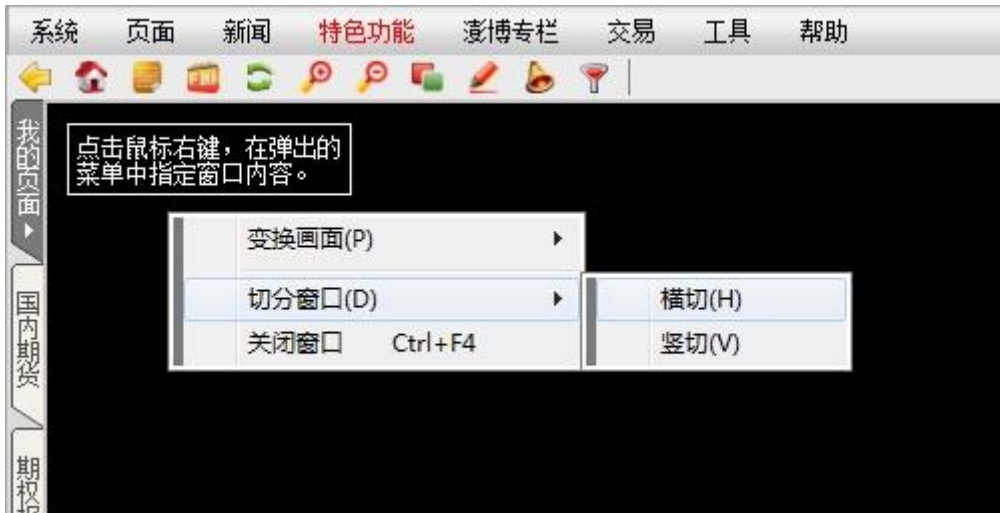 系统 页面 新闻 特色功能 澎博专栏 交易 工具 帮助
我的页面
点击鼠标右键，在弹出的
菜单中指定窗口内容。
变换画面(P)
切分窗口(D)
关闭窗口 Ctrl+F4
横切(H)
竖切(V)
国内期货
期权